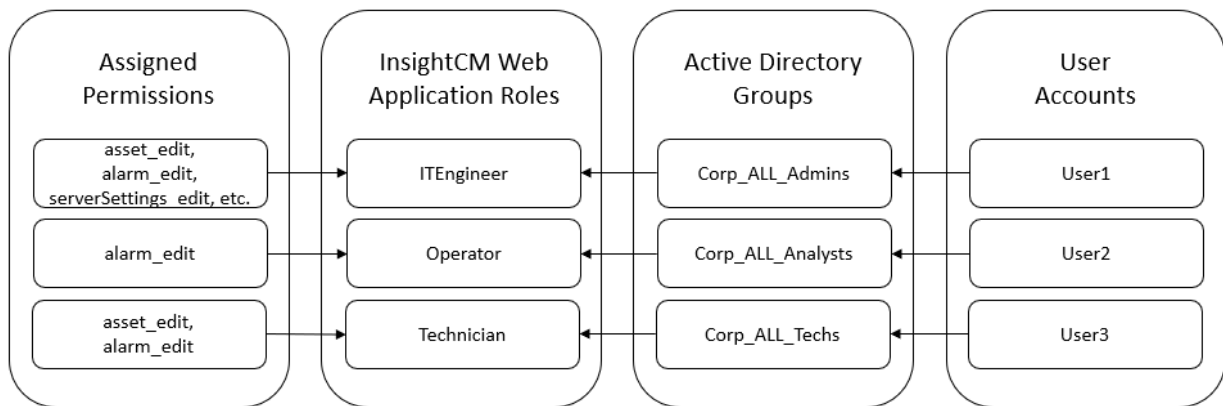 Assigned
Permissions
asset_edit,
alarm_edit,
serverSettings_edit, etc.
alarm_edit
asset_edit,
alarm_edit
InsightCM Web
Application Roles
ITEngineer
Operator
Technician
Active Directory
Groups
Corp_ALL_Admins
Corp_ALL_Analysts
Corp_ALL_Techs
User
Accounts
User1
User2
User3